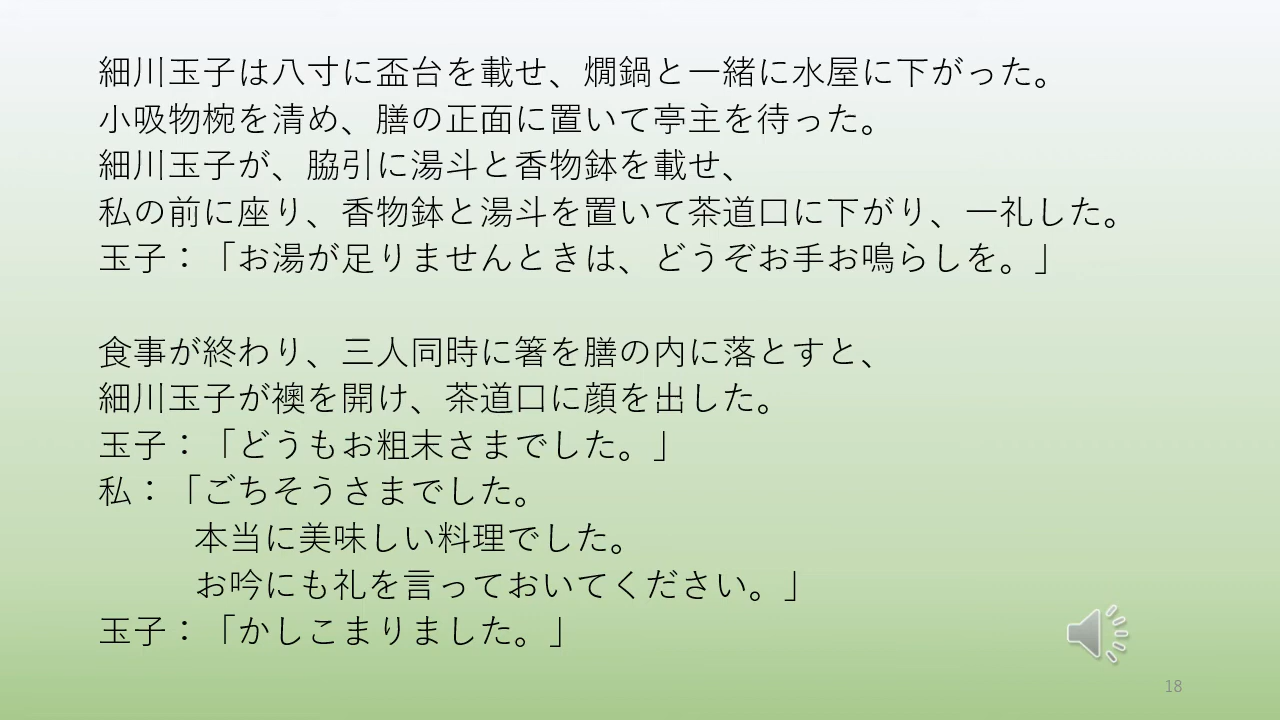 細川玉子は八寸に盃台を載せ、燗鍋と一緒に水屋に下がった。
小吸物椀を清め、膳の正面に置いて亭主を待った。
細川玉子が、脇引に湯斗と香物鉢を載せ、
私の前に座り、香物鉢と湯斗を置いて茶道口に下がり、一礼した。
玉子：「お湯が足りませんときは、どうぞお手お鳴らしを。」
食事が終わり、三人同時に箸を膳の内に落とすと、
細川玉子が襖を開け、茶道口に顔を出した。
玉子：「どうもお粗末さまでした。」
私：「ごちそうさまでした。
本当に美味しい料理でした。
お吟にも礼を言っておいてください。」
玉子：「かしこまりました。」
18